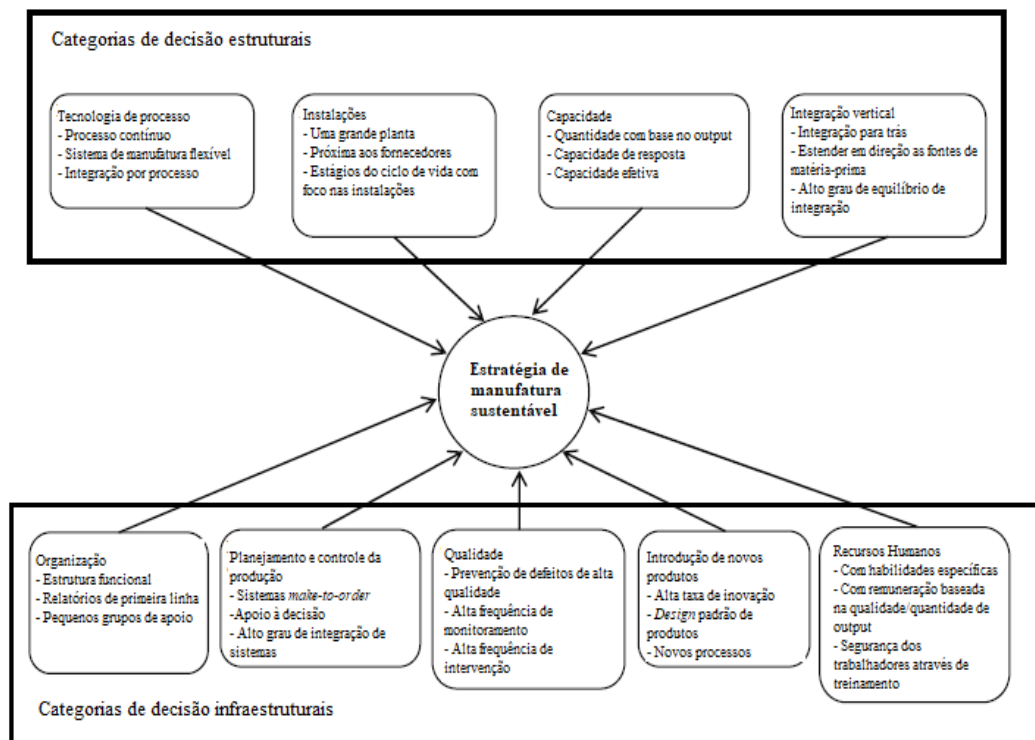 Categorias de decisão estruturais
Tecnologia de processo
- Processo contínuo
- Sistema de manufatura flexível
- Integração por processo
Instalações
- Uma grande planta
- Próxima aos fornecedores
- Estágios do ciclo de vida com
foco nas instalações
Capacidade
- Quantidade com base no output
- Capacidade de resposta
- Capacidade efetiva
Integração vertical
- Integração para trás
- Estender em direção as fontes de
matéria-prima
- Alto grau de equilíbrio de
integração
Estratégia de
manufatura
sustentável
Organização
- Estrutura funcional
- Relatórios de primeira linha
- Pequenos grupos de apoio
Planejamento e controle da
produção
- Sistemas make-to-order
-Apoio à decisão
- Alto grau de integração de
sistemas
Qualidade
- Prevenção de defeitos de alta
qualidade
- Alta frequência de
monitoramento
- Alta frequência de
intervenção
Introdução de novos
produtos
- Alta taxa de inovação
- Design padrão de
produtos
- Novos processos
Recursos Humanos
- Com habilidades específicas
- Com remuneração baseada
na qualidade/quantidade de
output
- Segurança dos
trabalhadores através de
treinamento
Categorias de decisão infraestruturais